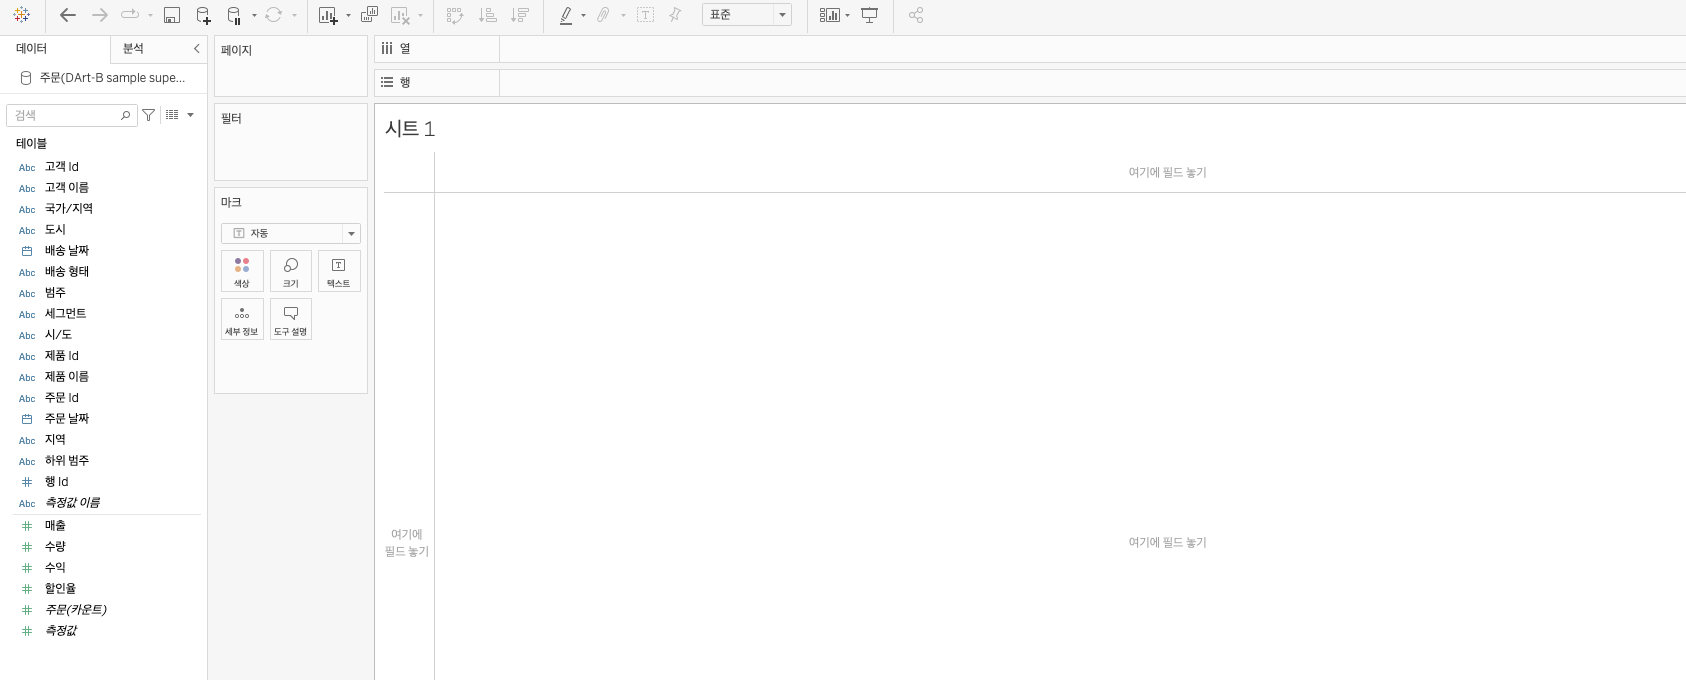 표준
데이터
분석
주문(DArt-B sample supe...
검색
테이블
Abc 고객 Id
Abc 고객 이름
Abc 국가/지역
Abc 도시
배송 날짜
Abc 배송 형태
Abc 범주
Abc 세그먼트
Abc 시/도
Abc 제품 Id
Abc 제품 이름
Abc 주문 Id
주문 날짜
Abc 지역
Abc 하위 범주
# 행 Id
Abc 측정값 이름
# 매출
# 수량
# 수익
# 할인율
# 주문(카운트)
# 측정값
페이지
필터
마크
T 자동
색상
크기
T 텍스트
세부 정보
도구 설명
열
행
시트 1
여기에 필드 놓기
여기에
필드 놓기
여기에 필드 놓기